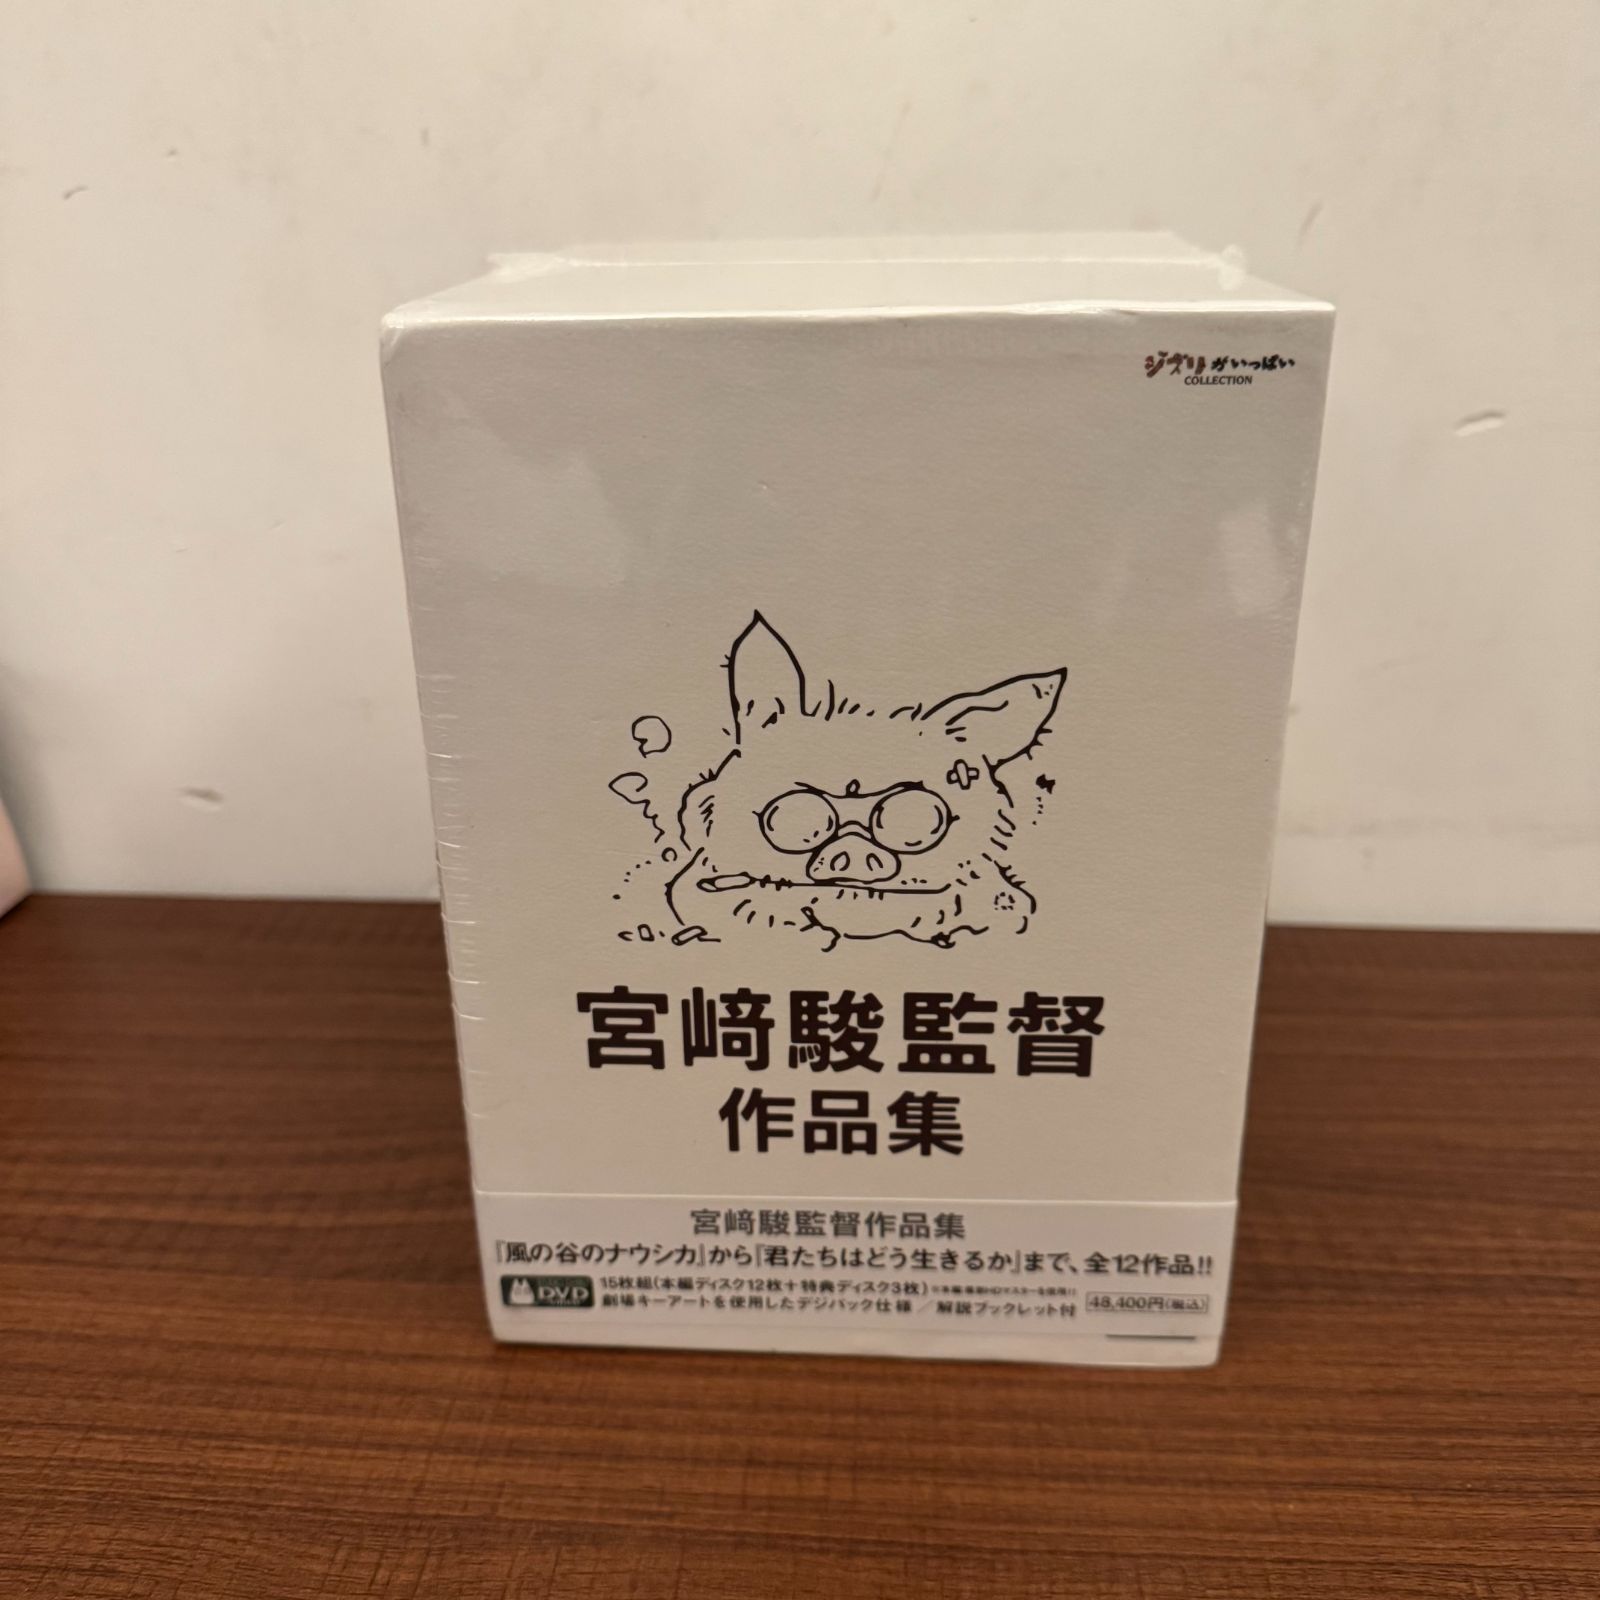 ジブリがいっぱい
COLLECTION
宮﨑駿監督
作品集
宮﨑駿監督作品集
『風の谷のナウシカ』から『君たちはどう生きるか』まで、全12作品!!
DVD
15枚組(本編ディスク12枚+特典ディスク3枚)
劇場キーアートを使用したデジパック仕様/解説ブックレット付
48,400円(税込)